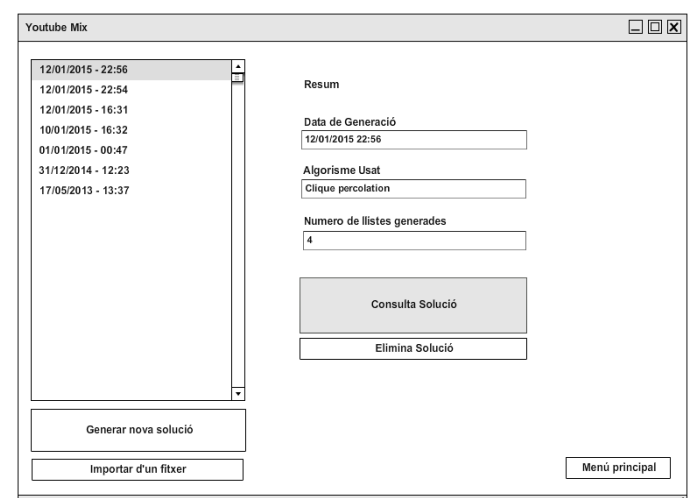 Youtube Mix
12/01/2015 - 22:56
12/01/2015 - 22:54
12/01/2015 - 16:31
10/01/2015 - 16:32
01/01/2015 - 00:47
31/12/2014 - 12:23
17/05/2013 - 13:37
Generar nova solució
Importar d'un fitxer
Resum
Data de Generació
12/01/2015 22:56
Algorisme Usat
Clique percolation
Numero de llistes generades
4
Consulta Solució
Elimina Solució
Menú principal